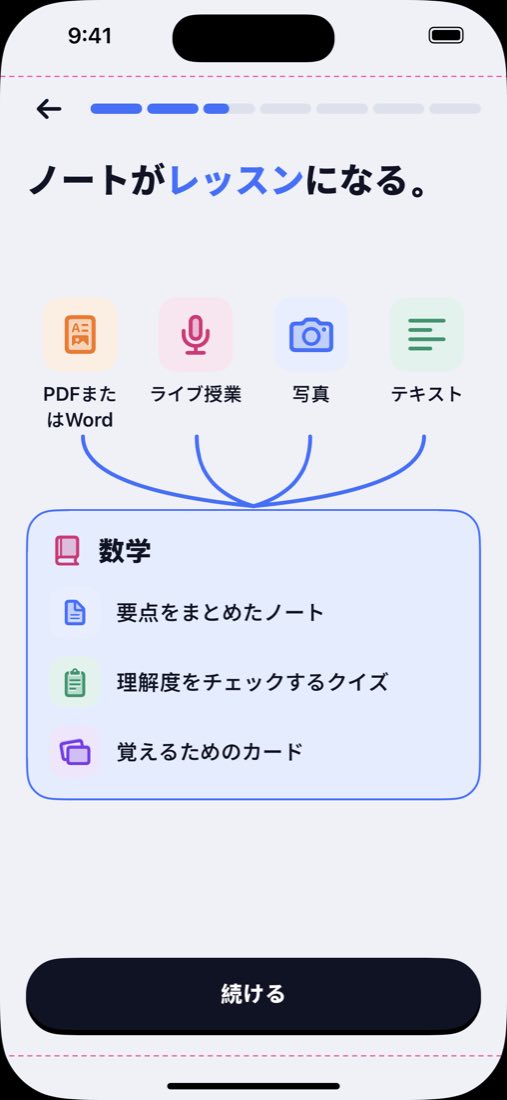 9:41
ノートがレッスンになる。
PDFまた
はWord
ライブ授業
写真
テキスト
数学
要点をまとめたノート
理解度をチェックするクイズ
覚えるためのカード
続ける